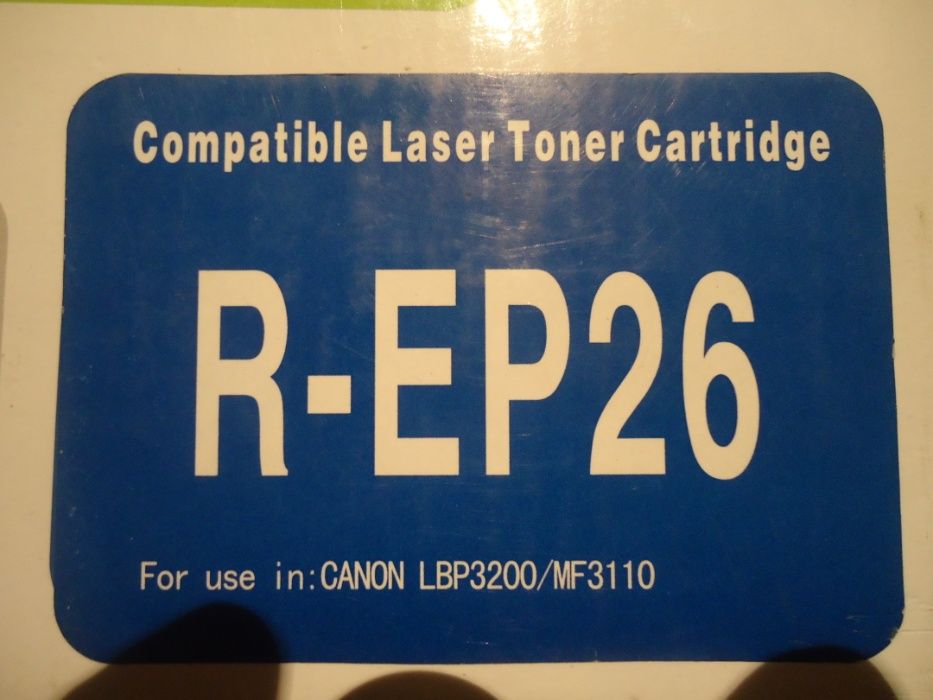 Compatible Laser Toner Cartridge
R-EP26
For use in:CANON LBP3200/MF3110